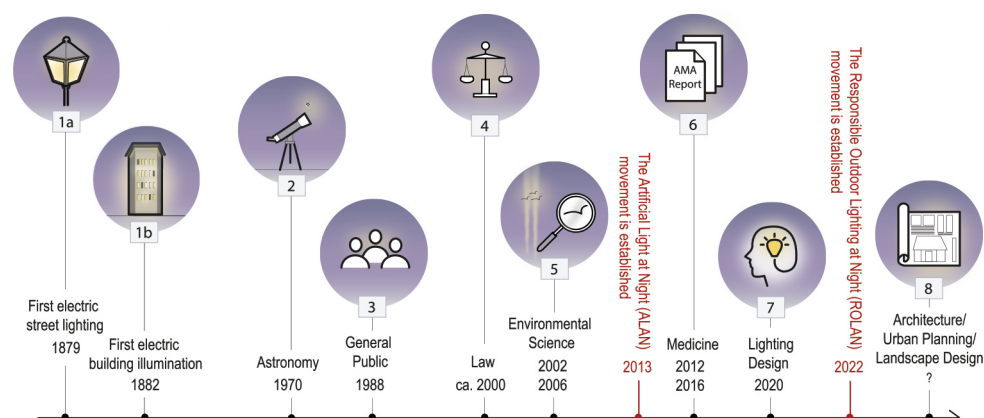 1a
First electric
street lighting
1879
1b
First electric
building illumination
1882
2
Astronomy
1970
3
General
Public
1988
4
Law
ca. 2000
5
Environmental
Science
2002
2006
The Artificial Light at Night (ALAN)
movement is established
2013
AMA
Report
6
Medicine
2012
2016
7
Lighting
Design
2020
The Responsible Outdoor Lighting at Night (ROLAN)
movement is established
2022
8
Architecture/
Urban Planning/
Landscape Design
?